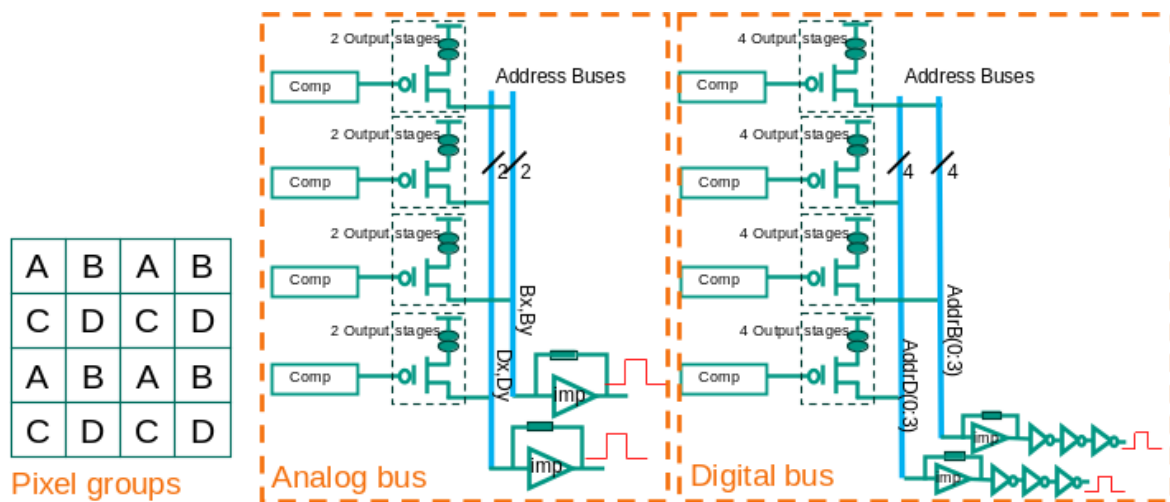 A B A B
C D C D
A B A B
C D C D
Pixel groups
2 Output stages
Comp
2 Output stages
Comp
2 Output stages
Comp
2 Output stages
Comp
Address Buses
2 2
Bx,By
Dx,Dy
imp
imp
Analog bus
4 Output stages
Comp
4 Output stages
Comp
4 Output stages
Comp
4 Output stages
Comp
Address Buses
4 4
AddrB(0:3)
AddrD(0:3)
imp
imp
Digital bus